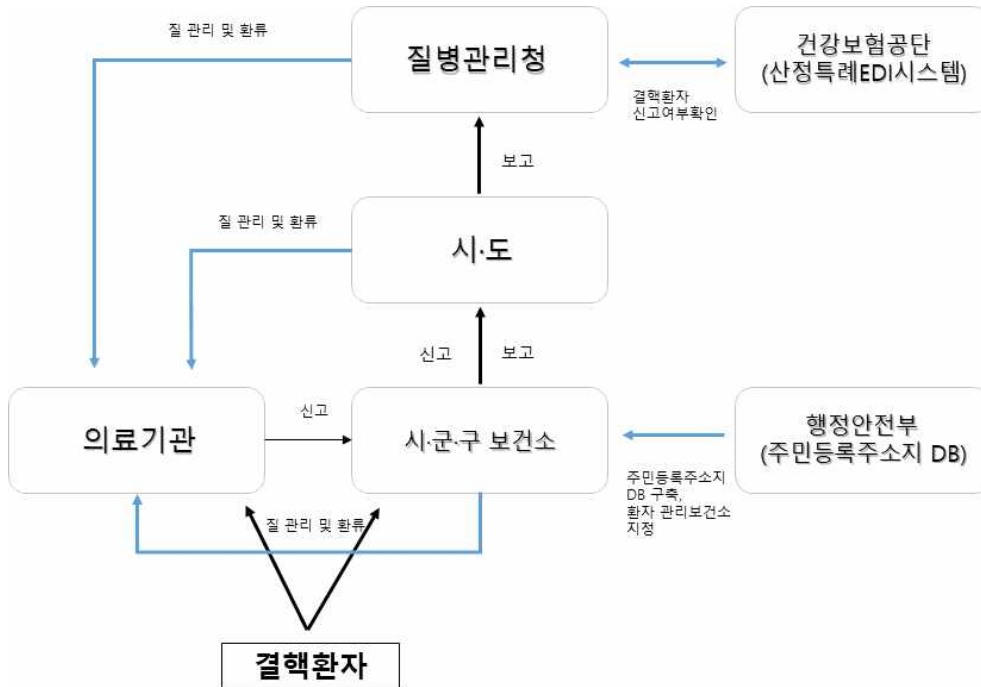 질 관리 및 환류
질병관리청
건강보험공단
(산정특례EDI시스템)
결핵환자
신고여부확인
보고
질 관리 및 환류
시·도
신고
보고
의료기관
신고
시·군·구 보건소
행정안전부
(주민등록주소지 DB)
주민등록주소지
DB 구축,
환자 관리보건소
지정
질 관리 및 환류
결핵환자